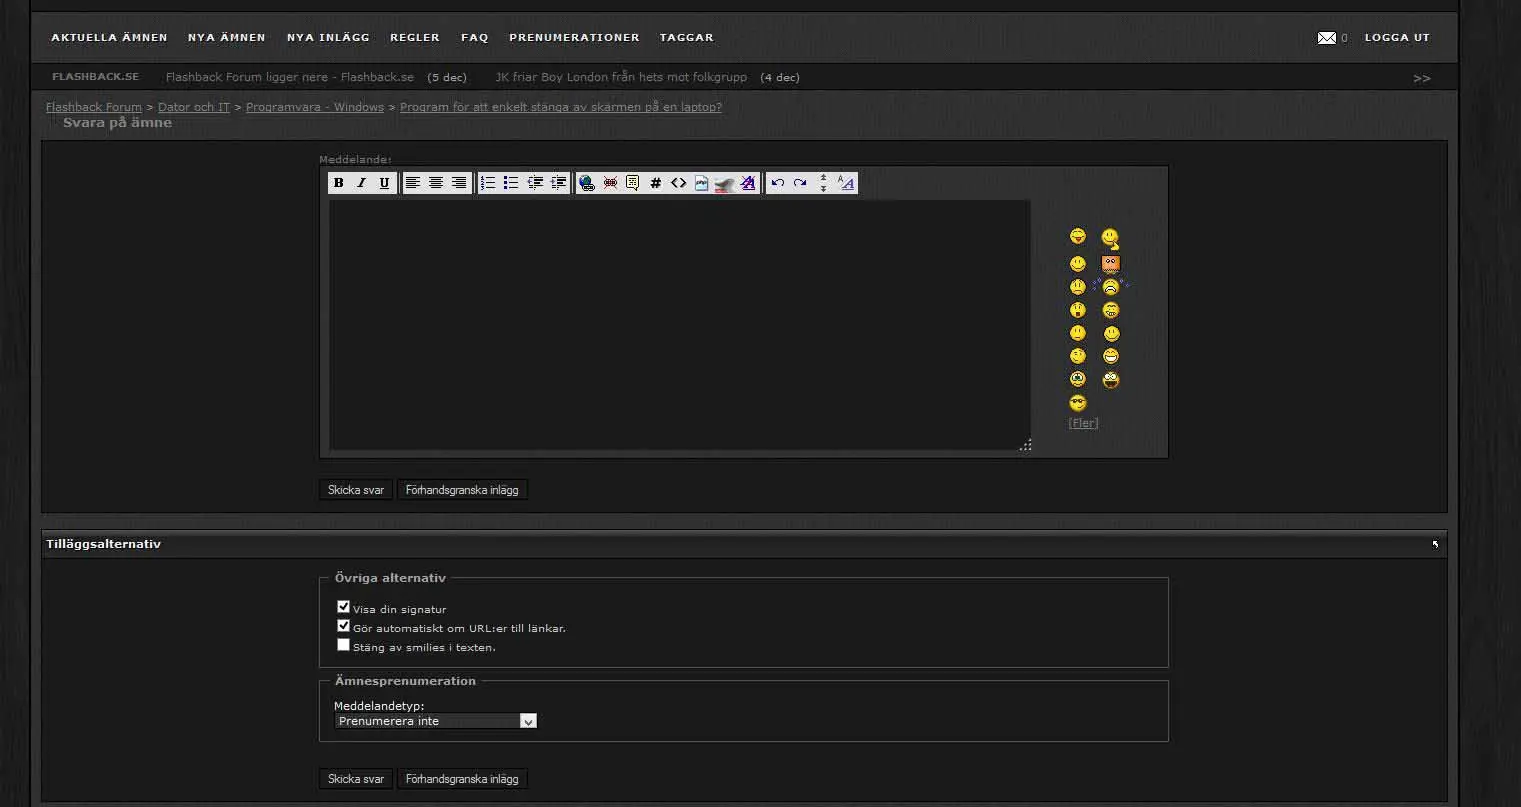 AKTUELLA ÄMNEN NYA ÄMNEN NYA INLÄGG REGLER FAQ PRENUMERATIONER TAGGAR 0 LOGGA UT
FLASHBACK.SE Flashback Forum ligger nere - Flashback.se (5 dec) JK friar Boy London från hets mot folkgrupp (4 dec) >>
Flashback Forum > Dator och IT > Programvara - Windows > Program för att enkelt stänga av skärmen på en laptop?
Svara på ämne
Meddelande:
B I U # <> php A A A
[Fler]
Skicka svar Förhandsgranska inlägg
Tilläggsalternativ
Övriga alternativ
Visa din signatur
Gör automatiskt om URL:er till länkar.
Stäng av smilies i texten.
Ämnesprenumeration
Meddelandetyp:
Prenumerera inte
Skicka svar Förhandsgranska inlägg